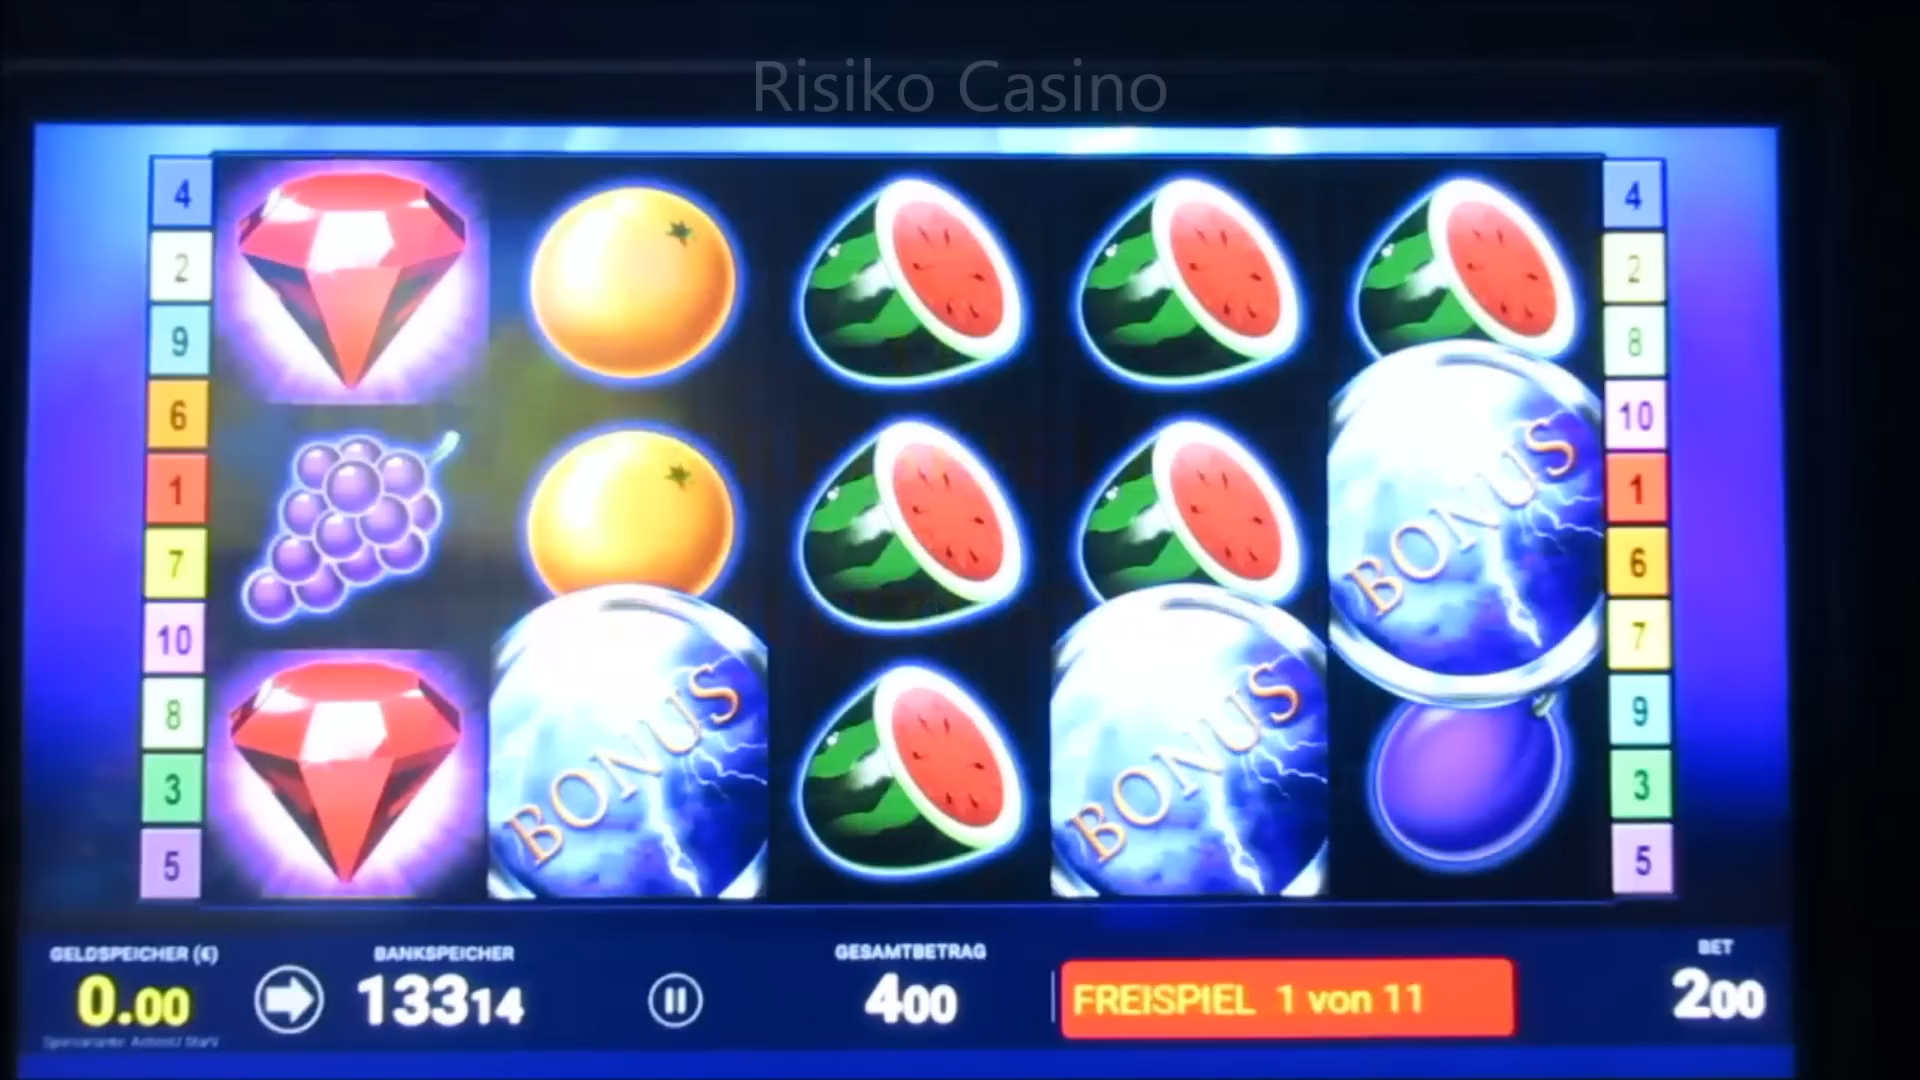 Risiko Casino
4 4
2 2
9 8
6 10
1 1
7 6
10 7
8 9
3 3
5 5
BONUS
BONUS BONUS
GELDSPEICHER (€) BANKSPEICHER GESAMTBETRAG BET
0.00 13314 400 FREISPIEL 1 von 11 200